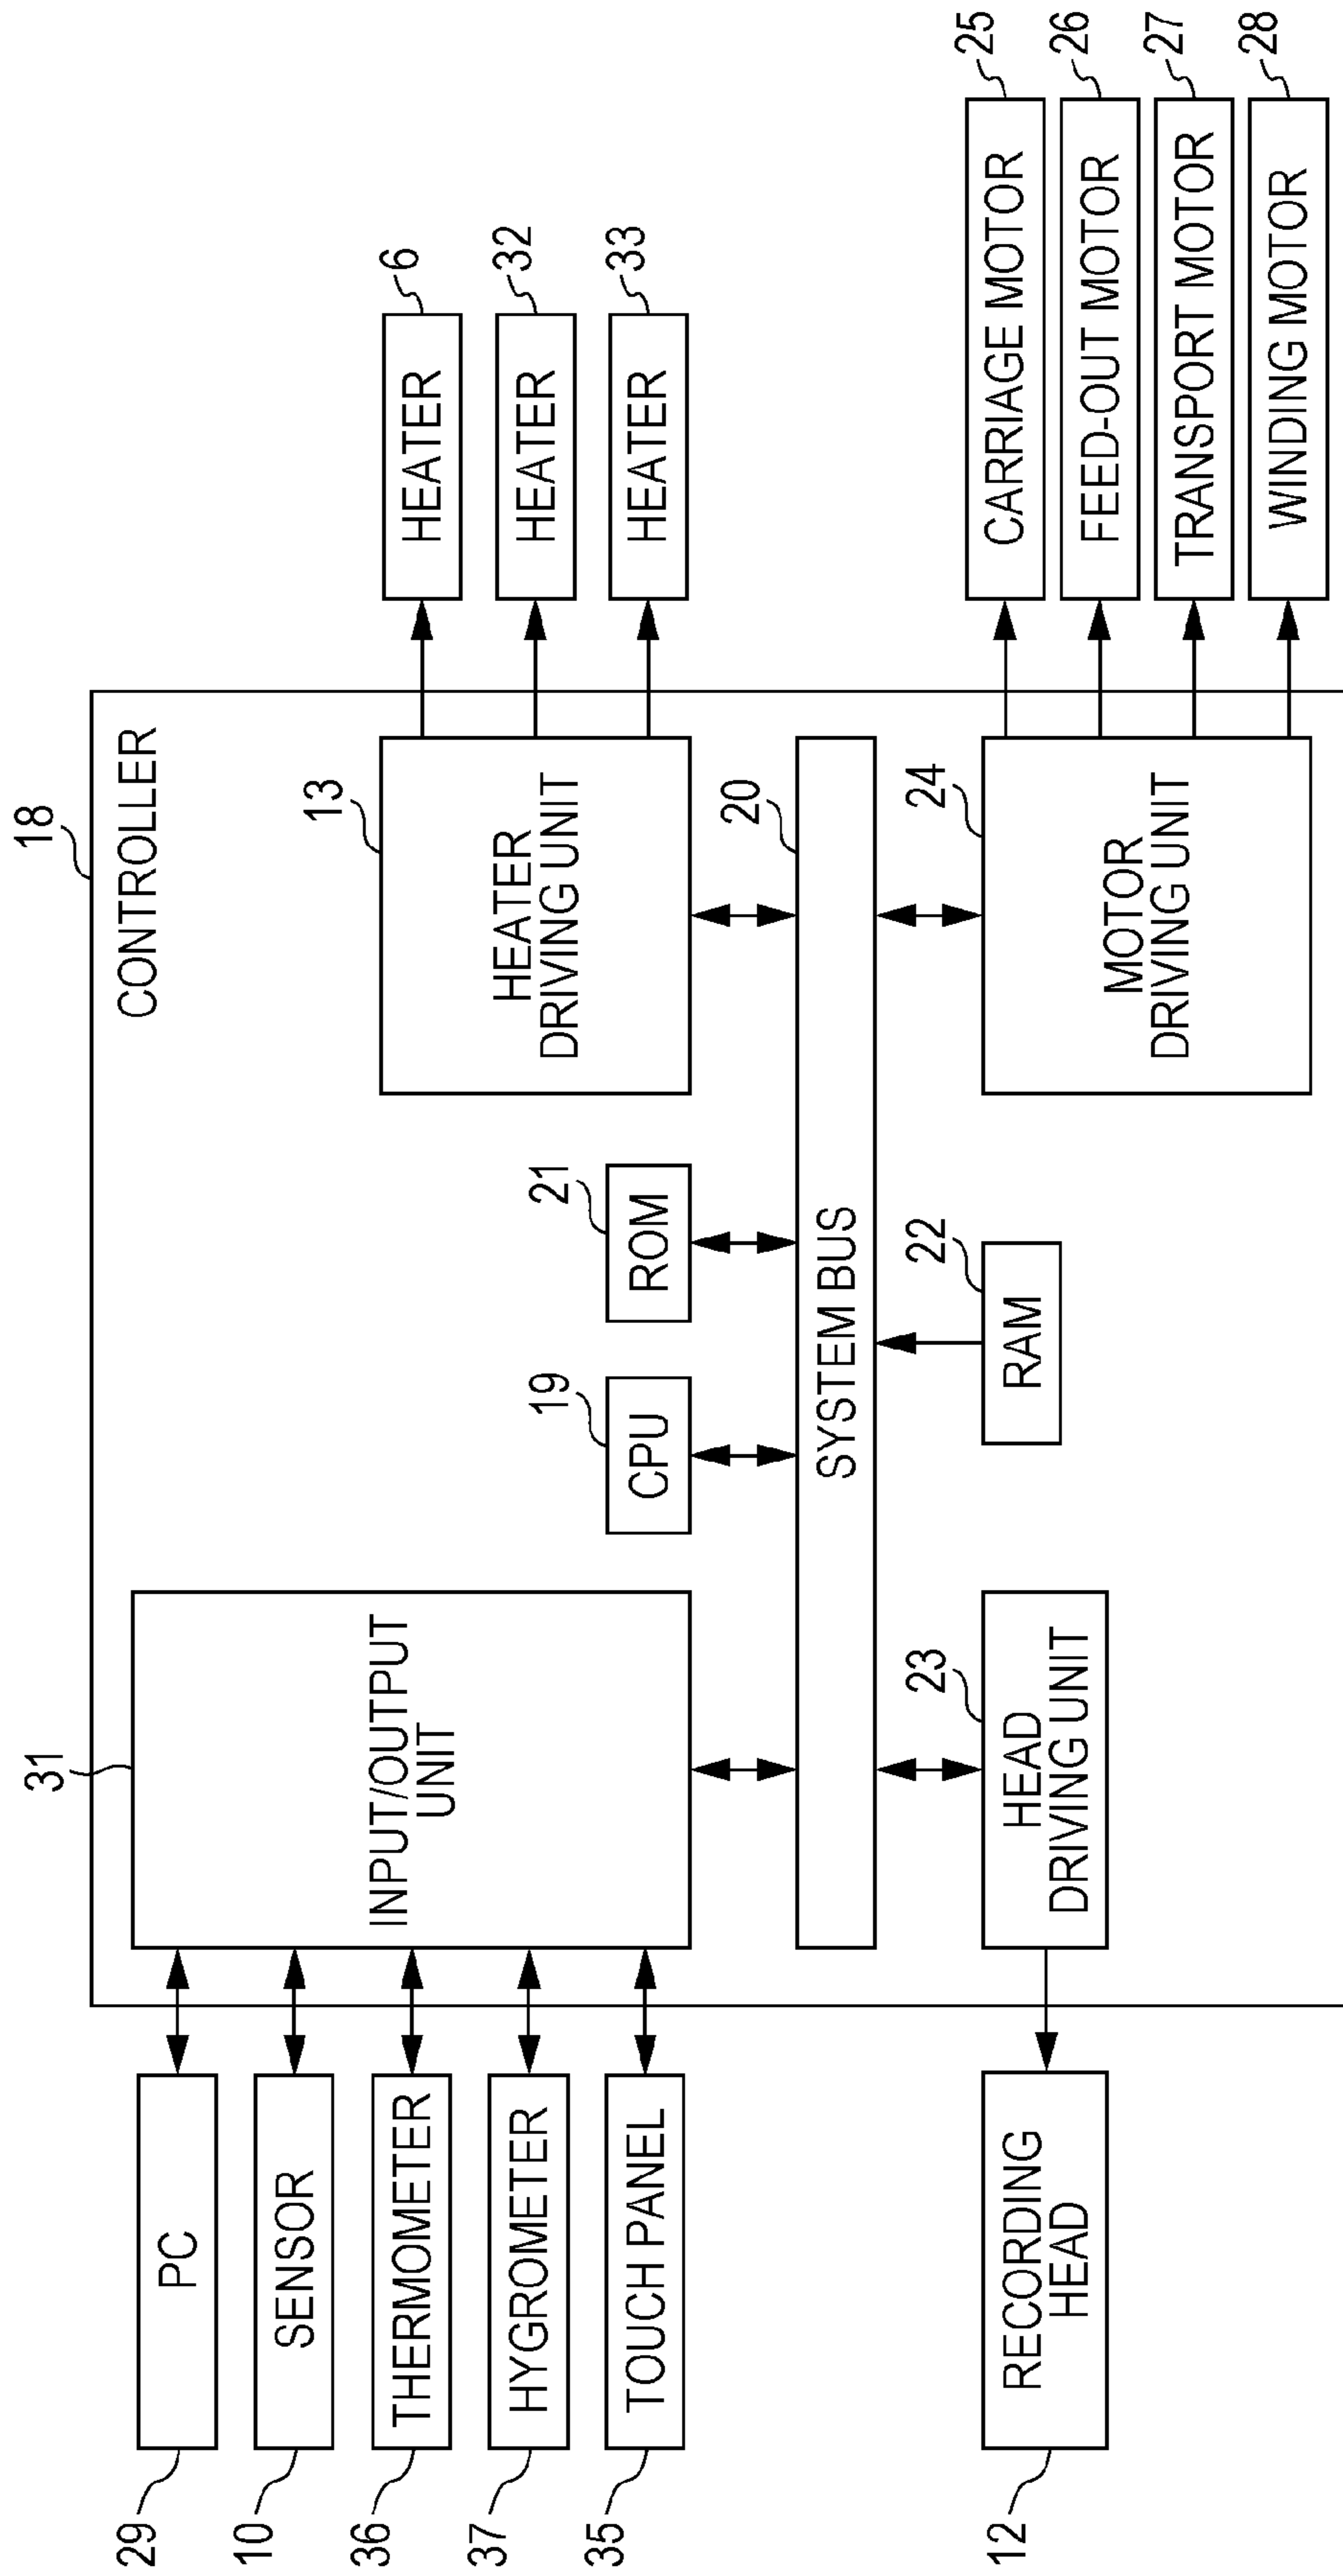 18
CONTROLLER
29
PC
10
SENSOR
36
THERMOMETER
37
HYGROMETER
35
TOUCH PANEL
31
INPUT/OUTPUT
UNIT
19
CPU
21
ROM
13
HEATER
DRIVING UNIT
HEATER
6
HEATER
32
HEATER
33
20
SYSTEM BUS
12
RECORDING
HEAD
23
HEAD
DRIVING UNIT
22
RAM
24
MOTOR
DRIVING UNIT
CARRIAGE MOTOR
25
FEED-OUT MOTOR
26
TRANSPORT MOTOR
27
WINDING MOTOR
28